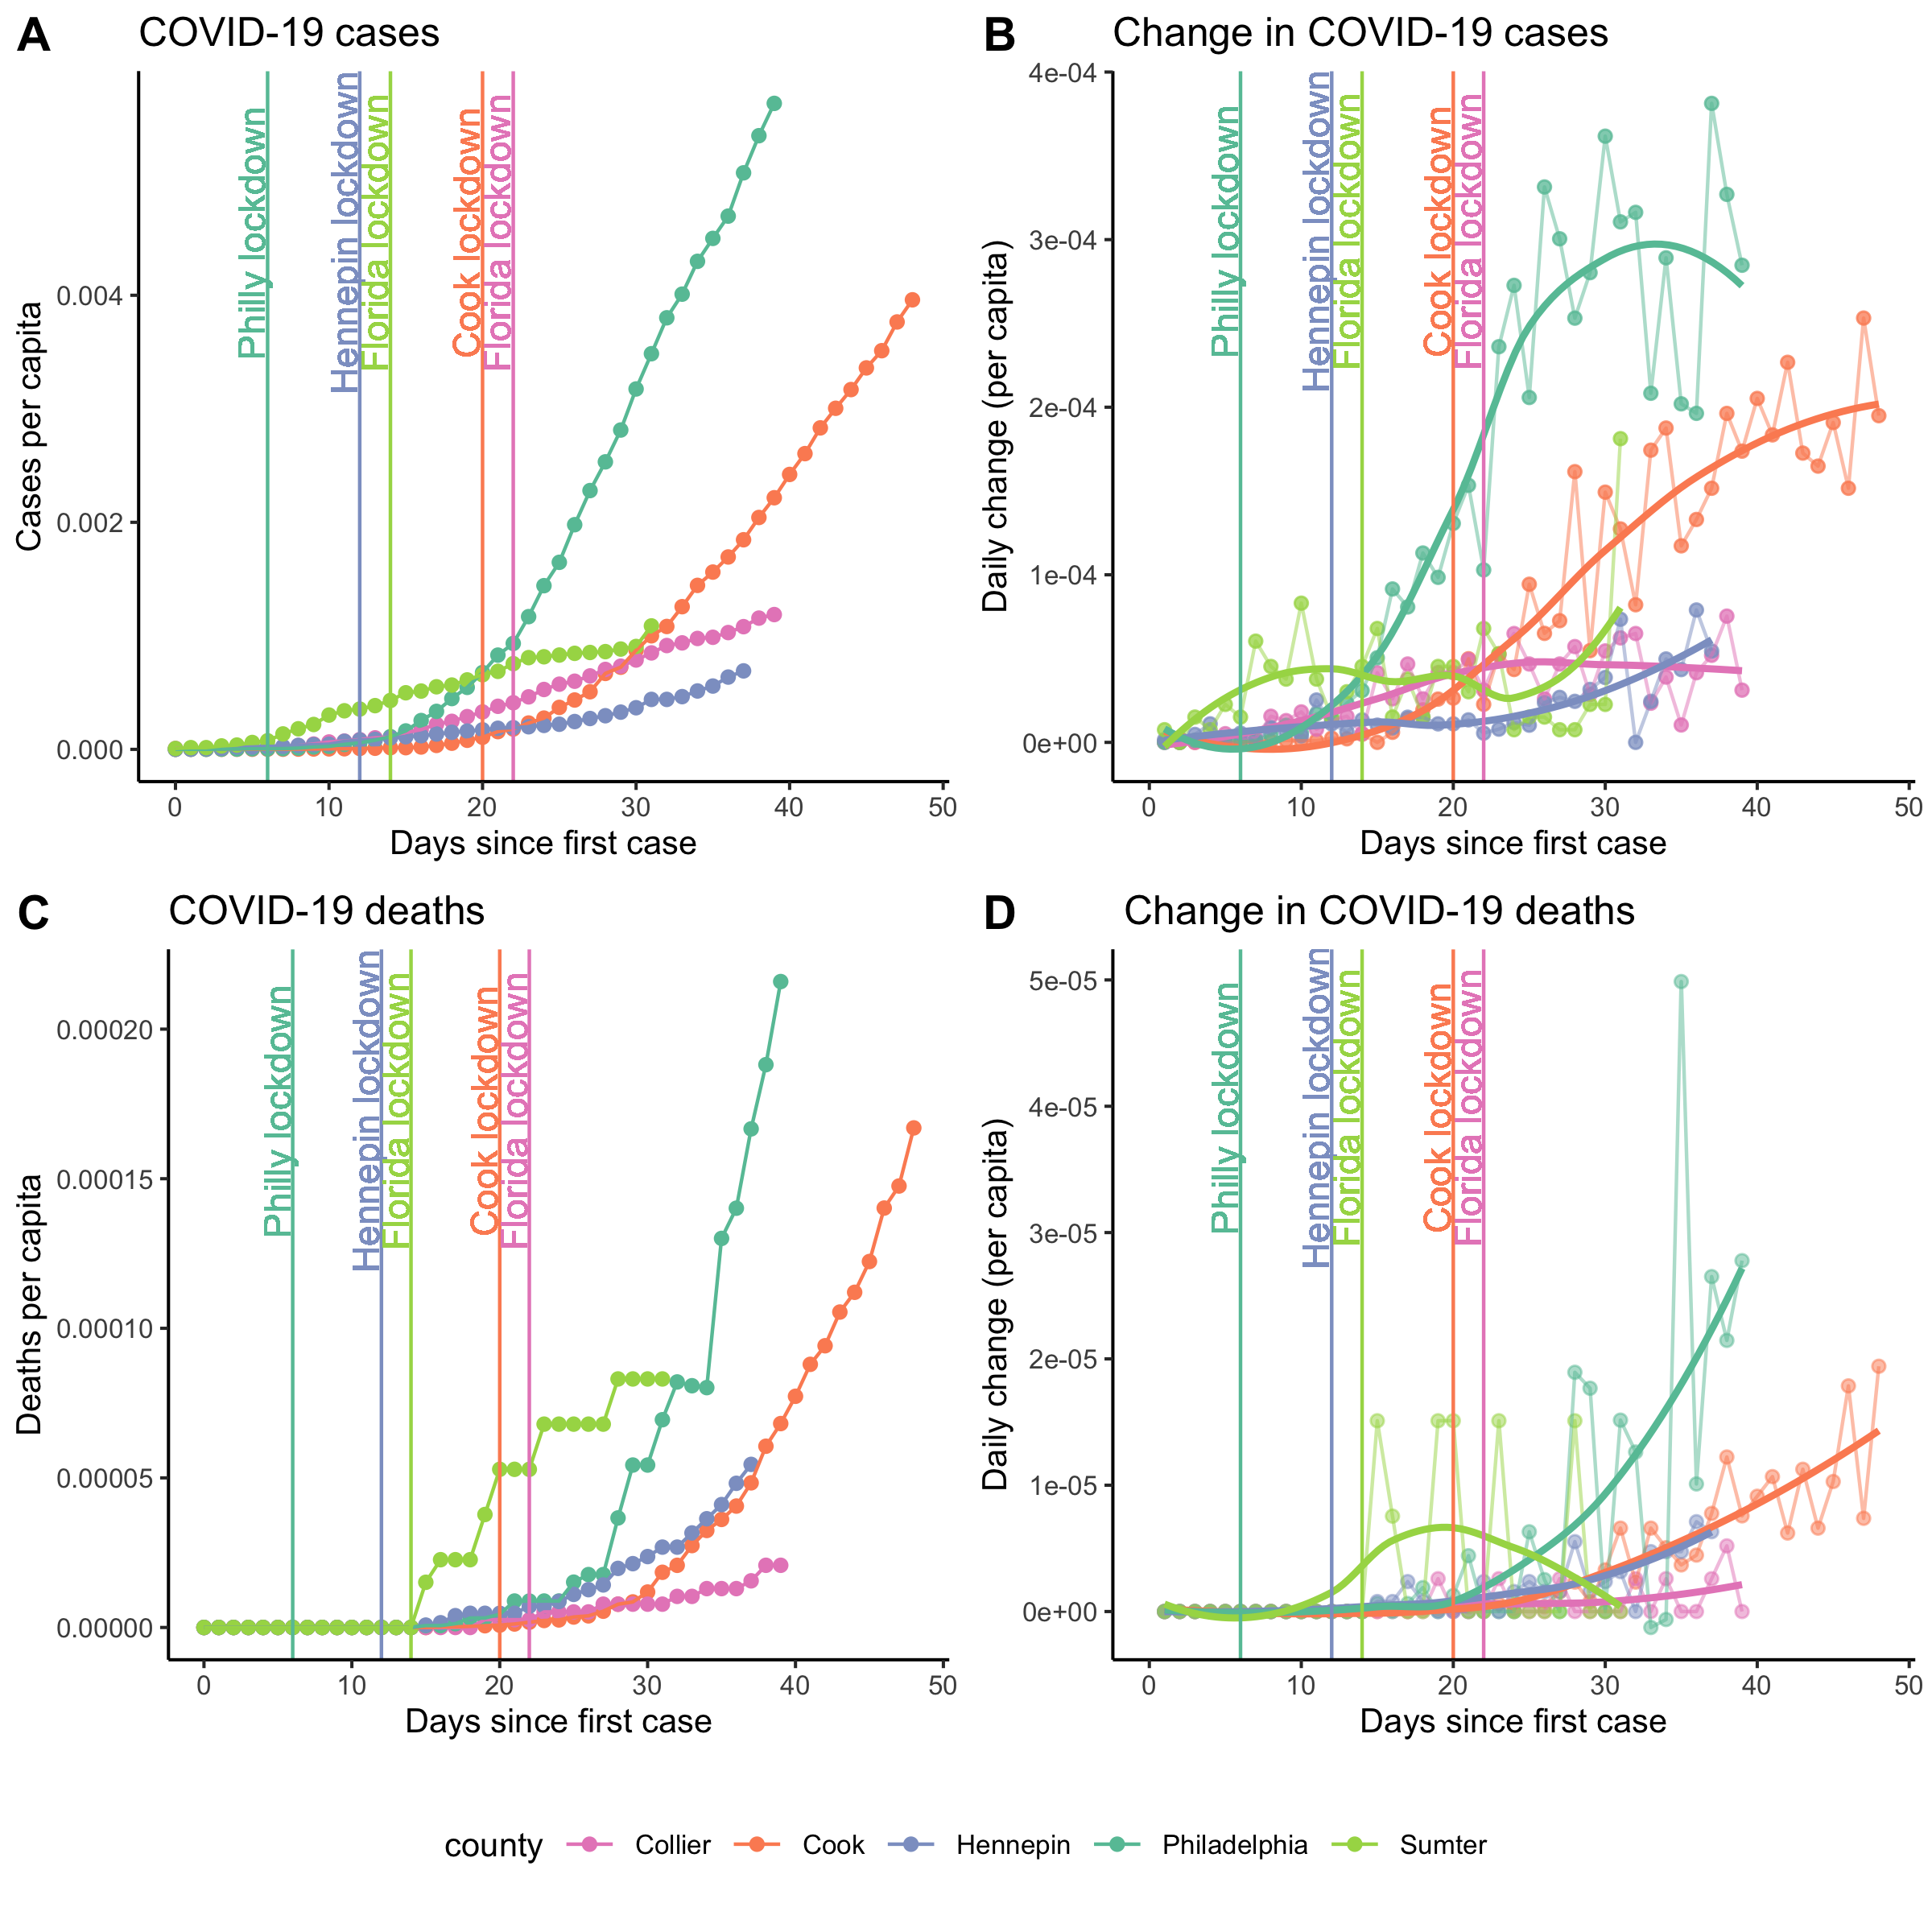 A COVID-19 cases
Cases per capita
0.004
0.002
0.000
Philly lockdown
Hennepin lockdown
Florida lockdown
Cook lockdown
Florida lockdown
0 10 20 30 40 50
Days since first case
B Change in COVID-19 cases
Daily change (per capita)
4e-04
3e-04
2e-04
1e-04
0e+00
Philly lockdown
Hennepin lockdown
Florida lockdown
Cook lockdown
Florida lockdown
0 10 20 30 40 50
Days since first case
C COVID-19 deaths
Deaths per capita
0.00020
0.00015
0.00010
0.00005
0.00000
Philly lockdown
Hennepin lockdown
Florida lockdown
Cook lockdown
Florida lockdown
0 10 20 30 40 50
Days since first case
D Change in COVID-19 deaths
Daily change (per capita)
5e-05
4e-05
3e-05
2e-05
1e-05
0e+00
Philly lockdown
Hennepin lockdown
Florida lockdown
Cook lockdown
Florida lockdown
0 10 20 30 40 50
Days since first case
county Collier Cook Hennepin Philadelphia Sumter